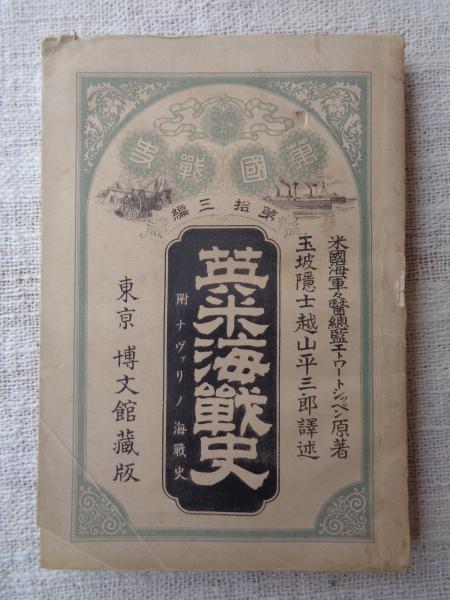 萬國戰史
第拾三編
米國海軍々醫總監エトワートシッペン原著
玉坡隱士越山平三郎譯述
英米海戰史
附ナヴァリノ海戰史
東京 博文館藏版